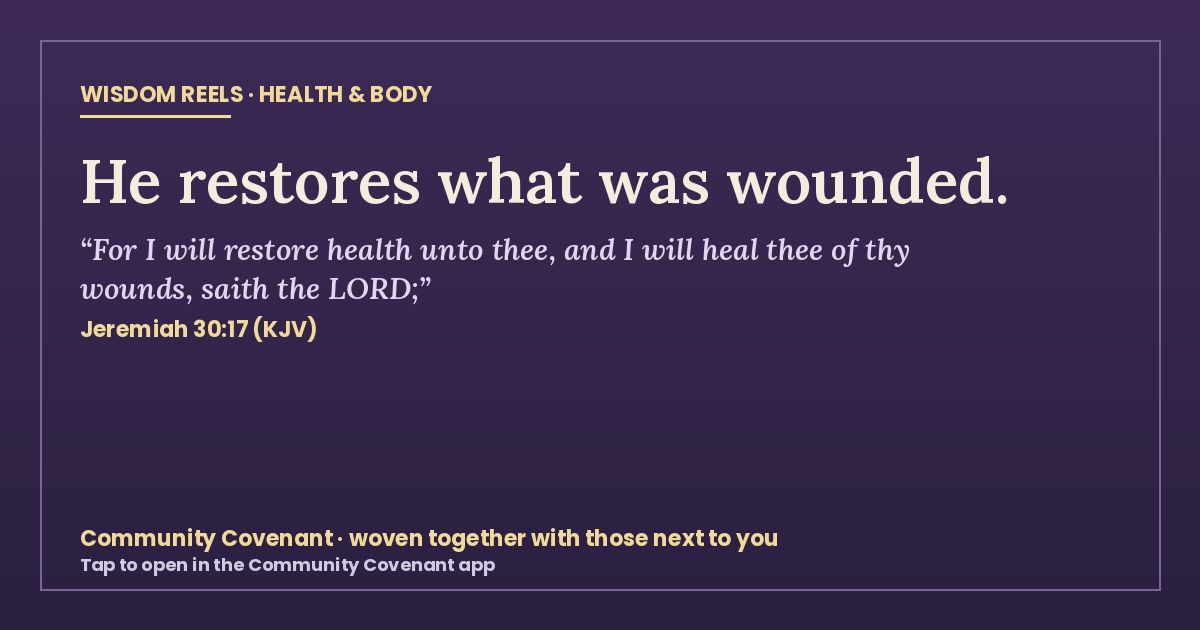 WISDOM REELS · HEALTH & BODY
He restores what was wounded.
“For I will restore health unto thee, and I will heal thee of thy
wounds, saith the LORD;”
Jeremiah 30:17 (KJV)
Community Covenant · woven together with those next to you
Tap to open in the Community Covenant app